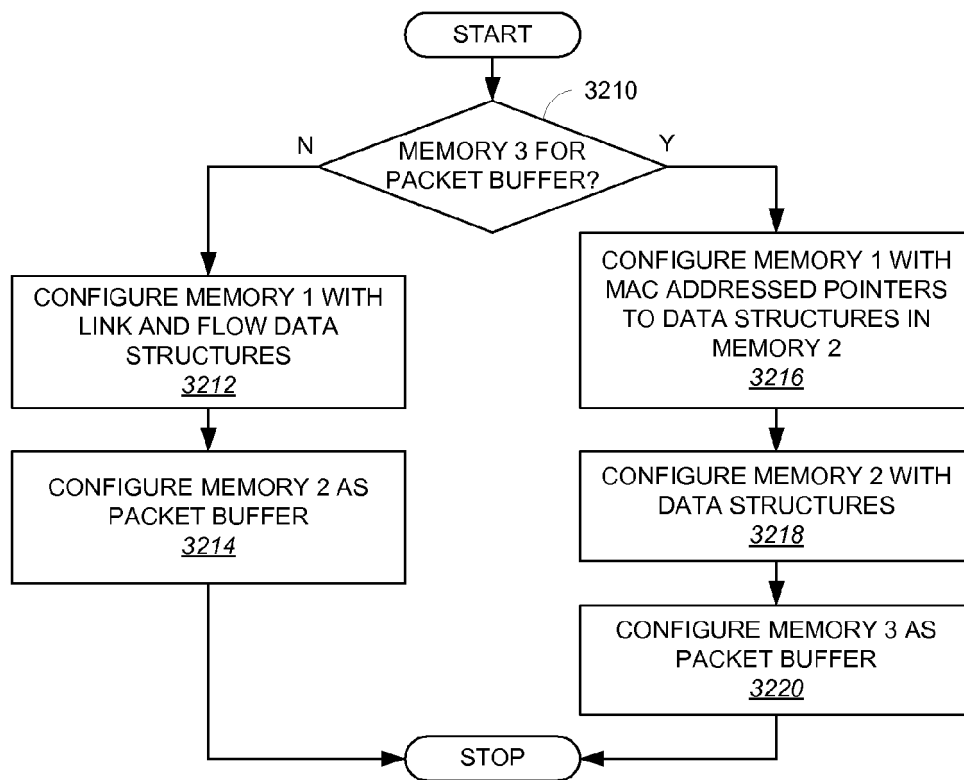 START
3210
N
Y
MEMORY 3 FOR
PACKET BUFFER?
CONFIGURE MEMORY 1 WITH
LINK AND FLOW DATA
STRUCTURES
3212
CONFIGURE MEMORY 2 AS
PACKET BUFFER
3214
CONFIGURE MEMORY 1 WITH
MAC ADDRESSED POINTERS
TO DATA STRUCTURES IN
MEMORY 2
3216
CONFIGURE MEMORY 2 WITH
DATA STRUCTURES
3218
CONFIGURE MEMORY 3 AS
PACKET BUFFER
3220
STOP